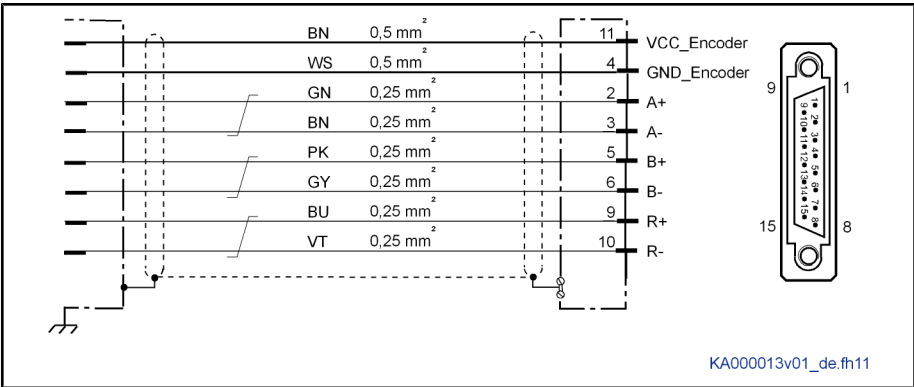 BN 0,5 mm² 11 VCC_Encoder
WS 0,5 mm² 4 GND_Encoder
GN 0,25 mm² 2 A+
BN 0,25 mm² 3 A-
PK 0,25 mm² 5 B+
GY 0,25 mm² 6 B-
BU 0,25 mm² 9 R+
VT 0,25 mm² 10 R-
9 1
1 2 3 4 5 6 7 8
9 10 11 12 13 14 15
15 8
KA000013v01_de.fh11